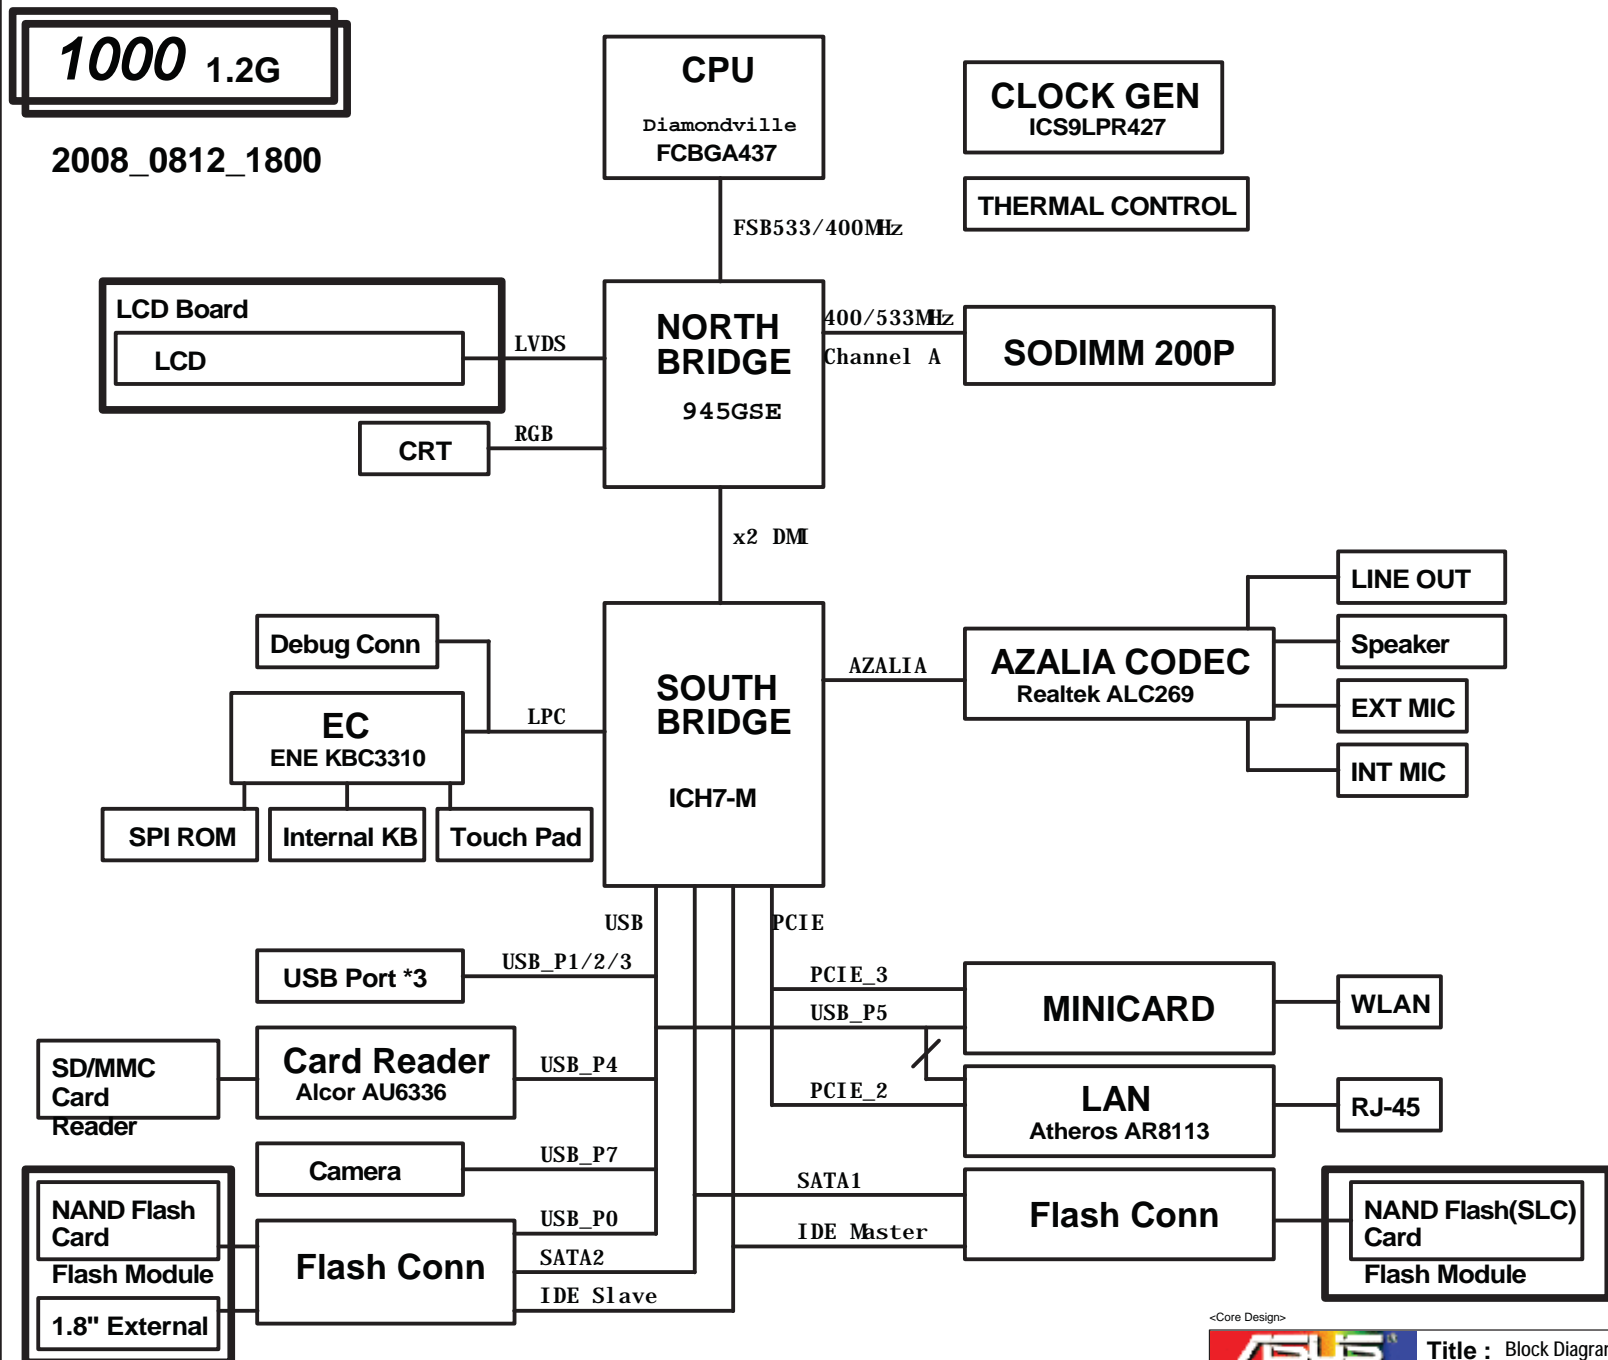 1000 1.2G
2008_0812_1800
CPU
Diamondville
FCBGA437
CLOCK GEN
ICS9LPR427
THERMAL CONTROL
FSB533/400MHz
LCD Board
LCD
LVDS
NORTH
BRIDGE
945GSE
400/533MHz
Channel A
SODIMM 200P
CRT
RGB
x2 DMI
LINE OUT
Speaker
EXT MIC
INT MIC
AZALIA
AZALIA CODEC
Realtek ALC269
Debug Conn
LPC
EC
ENE KBC3310
SOUTH
BRIDGE
ICH7-M
SPI ROM
Internal KB
Touch Pad
USB
PCIE
USB Port *3
USB_P1/2/3
PCIE_3
USB_P5
MINICARD
WLAN
SD/MMC
Card
Reader
Card Reader
Alcor AU6336
USB_P4
PCIE_2
LAN
Atheros AR8113
RJ-45
Camera
USB_P7
SATA1
IDE Master
Flash Conn
NAND Flash(SLC)
Card
Flash Module
NAND Flash
Card
Flash Module
1.8" External
Flash Conn
USB_P0
SATA2
IDE Slave
<Core Design>
ASUS
Title : Block Diagram